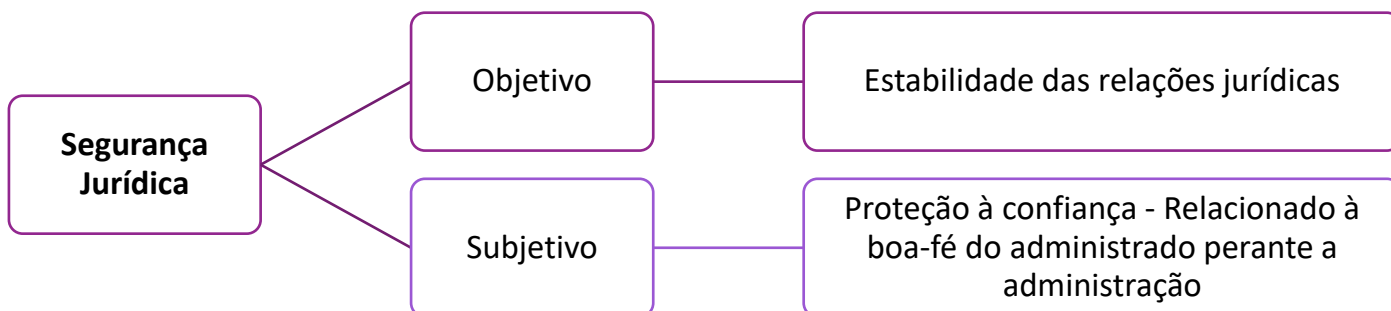 Segurança
Jurídica
Objetivo
Estabilidade das relações jurídicas
Subjetivo
Proteção à confiança - Relacionado à
boa-fé do administrado perante a
administração